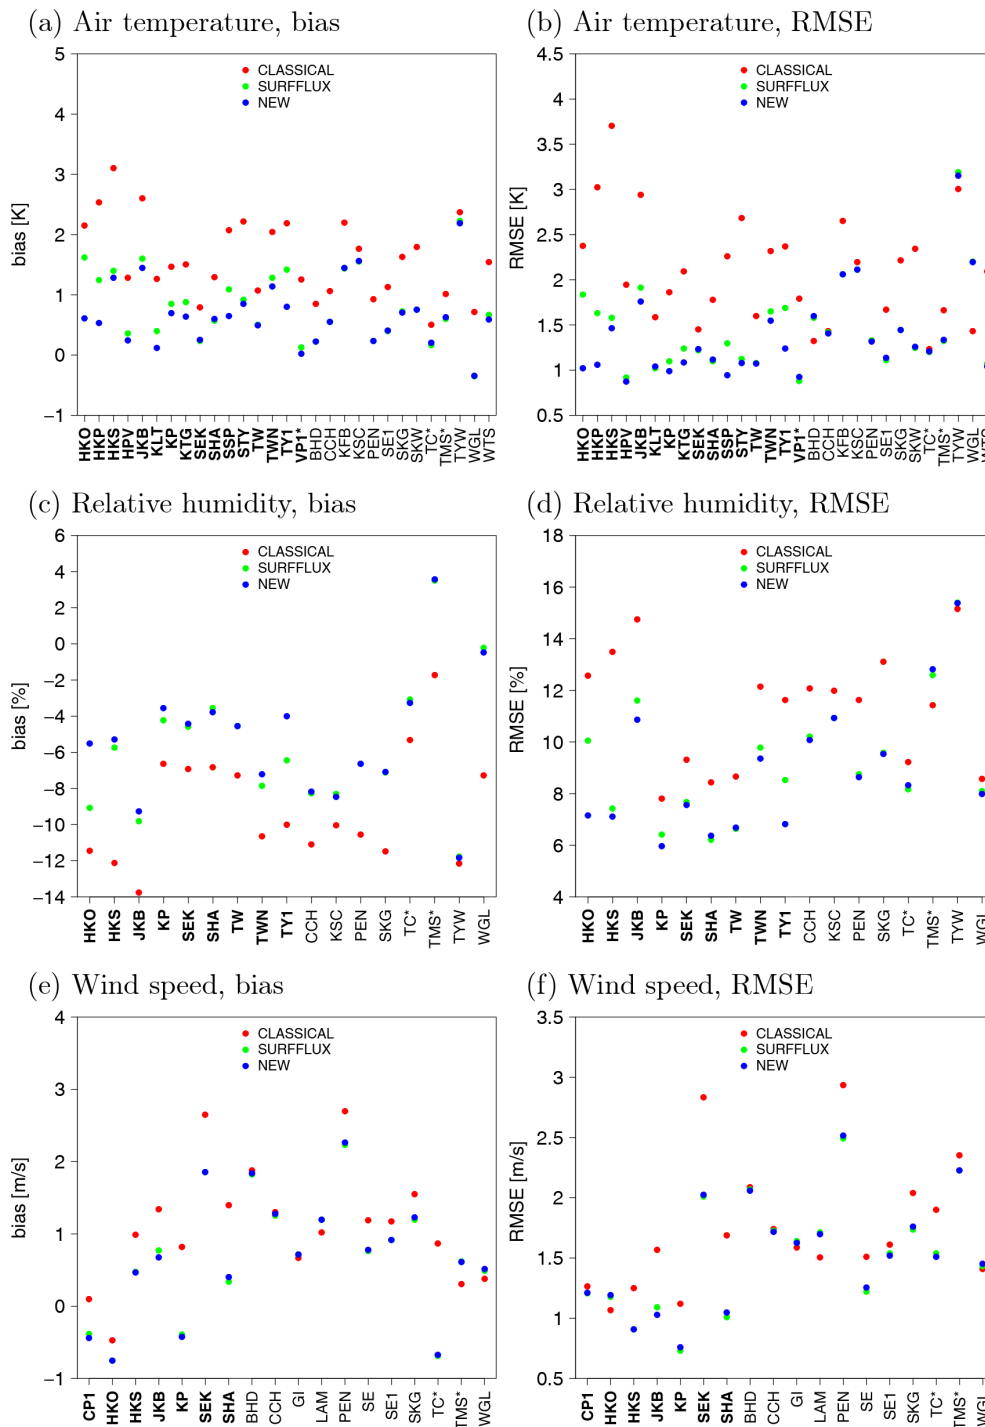 (a) Air temperature, bias
5
4
3
2
1
0
−1
bias [K]
CLASSICAL
SURFFLUX
NEW
HKO HKP HKS HPV JKB KLT KP KTG SEK SHA SSP STY TW TWN TY1 VP1* BHD CCH KFB KSC PEN SE1 SKG SKW TC* TMS* TYW WGL WTS
(b) Air temperature, RMSE
4.5
4
3.5
3
2.5
2
1.5
1
0.5
RMSE [K]
CLASSICAL
SURFFLUX
NEW
HKO HKP HKS HPV JKB KLT KP KTG SEK SHA SSP STY TW TWN TY1 VP1* BHD CCH KFB KSC PEN SE1 SKG SKW TC* TMS* TYW WGL WTS
(c) Relative humidity, bias
6
4
2
0
−2
−4
−6
−8
−10
−12
−14
bias [%]
CLASSICAL
SURFFLUX
NEW
HKO HKS JKB KP SEK SHA TW TWN TY1 CCH KSC PEN SKG TC* TMS* TYW WGL
(d) Relative humidity, RMSE
18
16
14
12
10
8
6
4
RMSE [%]
CLASSICAL
SURFFLUX
NEW
HKO HKS JKB KP SEK SHA TW TWN TY1 CCH KSC PEN SKG TC* TMS* TYW WGL
(e) Wind speed, bias
4
3
2
1
0
−1
bias [m/s]
CLASSICAL
SURFFLUX
NEW
CP1 HKO HKS JKB KP SEK SHA BHD CCH GI LAM PEN SE SE1 SKG TC* TMS* WGL
(f) Wind speed, RMSE
3.5
3
2.5
2
1.5
1
0.5
RMSE [m/s]
CLASSICAL
SURFFLUX
NEW
CP1 HKO HKS JKB KP SEK SHA BHD CCH GI LAM PEN SE SE1 SKG TC* TMS* WGL